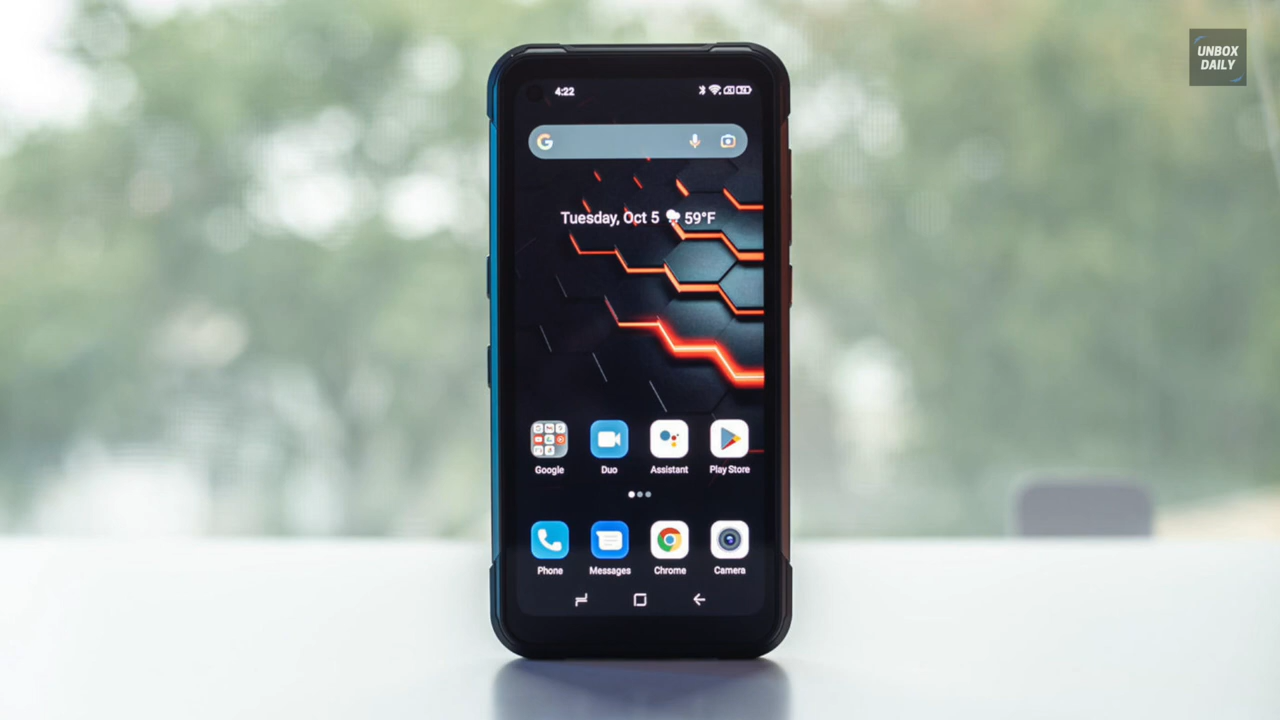 UNBOX
DAILY
4:22
Tuesday, Oct 5 59°F
Google
Duo
Assistant
Play Store
Phone
Messages
Chrome
Camera